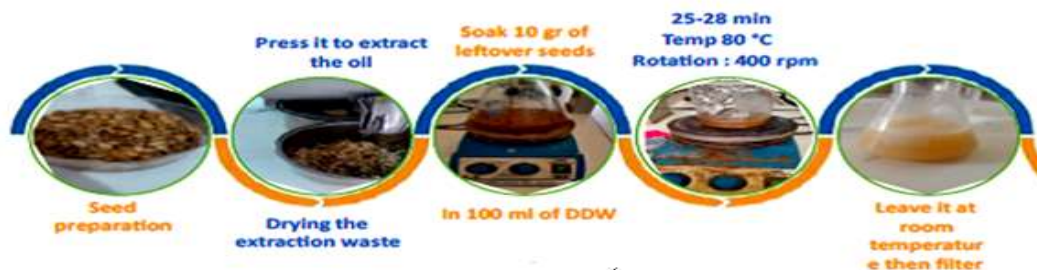 Seed
preparation
Press it to extract
the oil
Drying the
extraction waste
Soak 10 gr of
leftover seeds
In 100 ml of DDW
25-28 min
Temp 80 °C
Rotation : 400 rpm
Leave it at
room
temperatur
e then filter